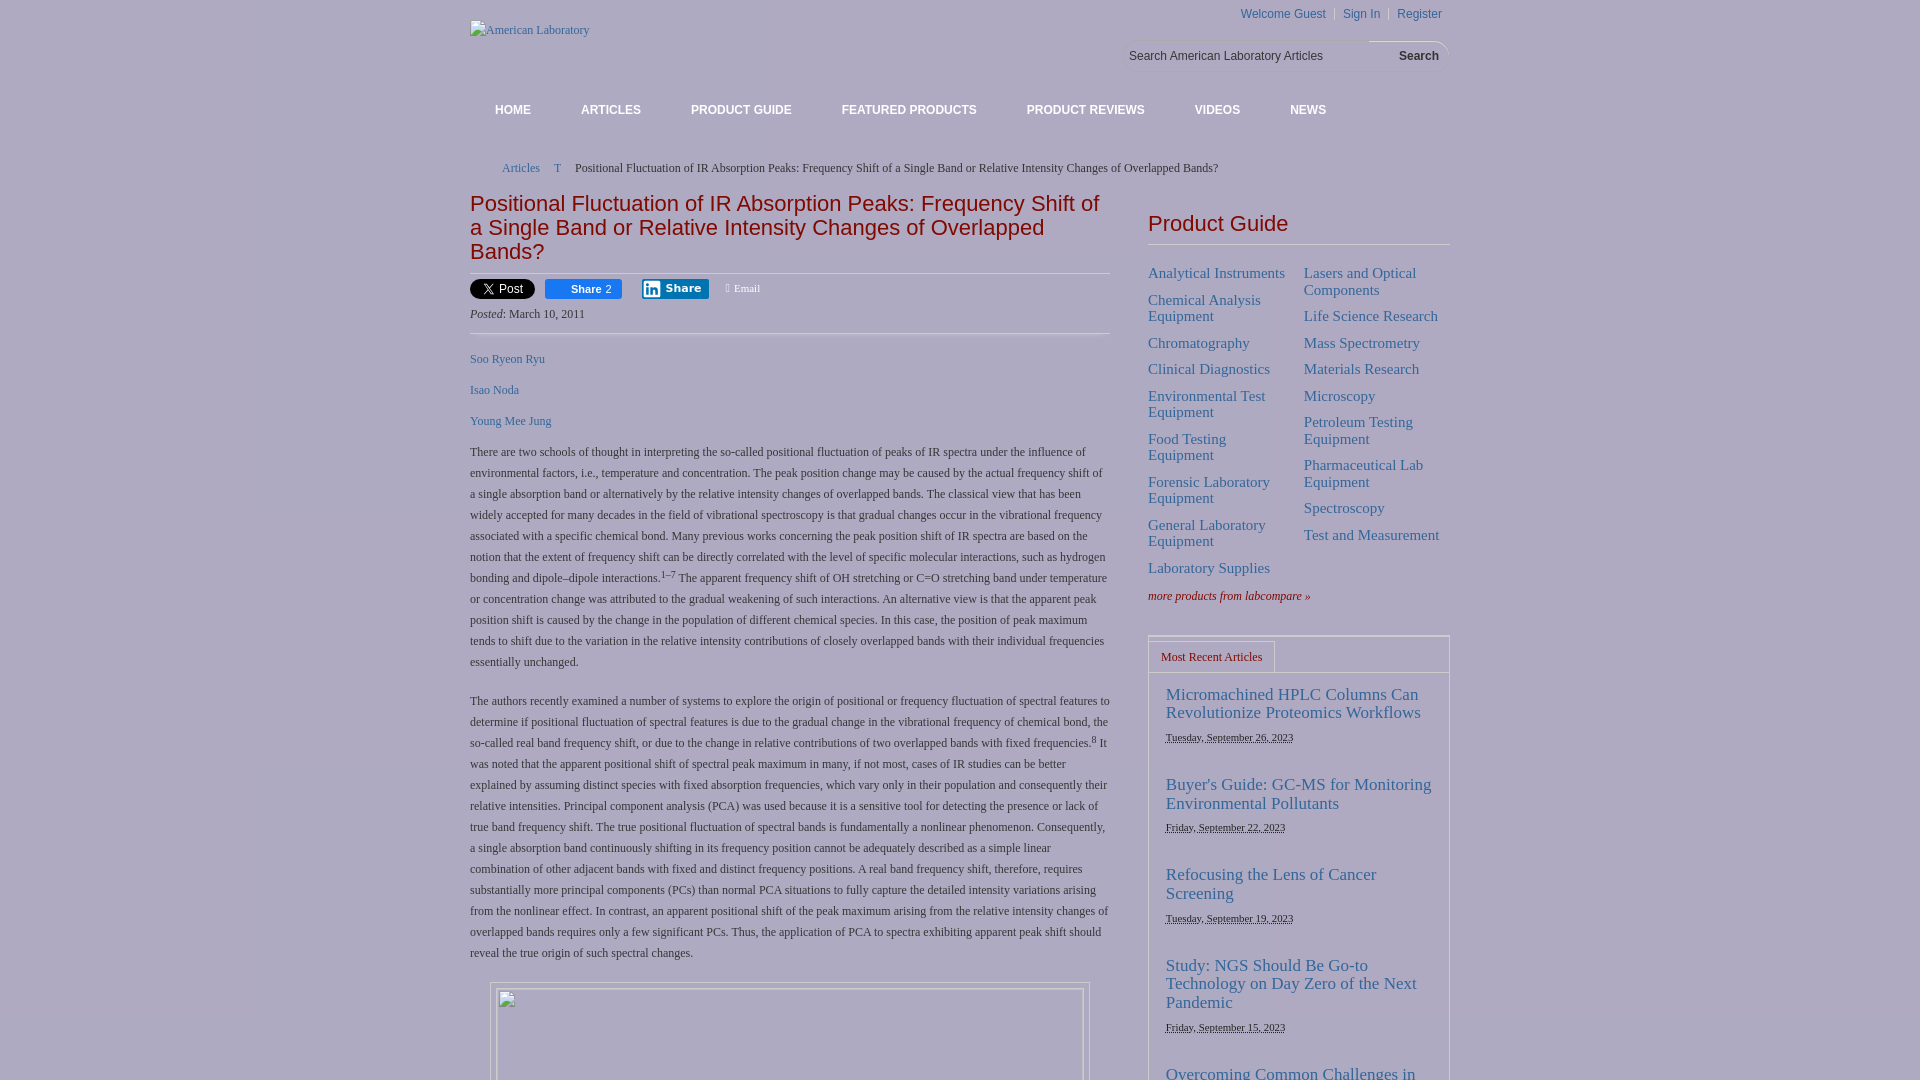 Welcome Guest Sign In Register
American Laboratory
Search American Laboratory Articles Search
HOME ARTICLES PRODUCT GUIDE FEATURED PRODUCTS PRODUCT REVIEWS VIDEOS NEWS
Articles T Positional Fluctuation of IR Absorption Peaks: Frequency Shift of a Single Band or Relative Intensity Changes of Overlapped Bands?
Positional Fluctuation of IR Absorption Peaks: Frequency Shift of
a Single Band or Relative Intensity Changes of Overlapped
Bands?
Post Share 2 Share Email
Posted: March 10, 2011
Soo Ryeon Ryu
Isao Noda
Young Mee Jung
There are two schools of thought in interpreting the so-called positional fluctuation of peaks of IR spectra under the influence of
environmental factors, i.e., temperature and concentration. The peak position change may be caused by the actual frequency shift of
a single absorption band or alternatively by the relative intensity changes of overlapped bands. The classical view that has been
widely accepted for many decades in the field of vibrational spectroscopy is that gradual changes occur in the vibrational frequency
associated with a specific chemical bond. Many previous works concerning the peak position shift of IR spectra are based on the
notion that the extent of frequency shift can be directly correlated with the level of specific molecular interactions, such as hydrogen
bonding and dipole–dipole interactions.1–7 The apparent frequency shift of OH stretching or C=O stretching band under temperature
or concentration change was attributed to the gradual weakening of such interactions. An alternative view is that the apparent peak
position shift is caused by the change in the population of different chemical species. In this case, the position of peak maximum
tends to shift due to the variation in the relative intensity contributions of closely overlapped bands with their individual frequencies
essentially unchanged.
The authors recently examined a number of systems to explore the origin of positional or frequency fluctuation of spectral features to
determine if positional fluctuation of spectral features is due to the gradual change in the vibrational frequency of chemical bond, the
so-called real band frequency shift, or due to the change in relative contributions of two overlapped bands with fixed frequencies.8 It
was noted that the apparent positional shift of spectral peak maximum in many, if not most, cases of IR studies can be better
explained by assuming distinct species with fixed absorption frequencies, which vary only in their population and consequently their
relative intensities. Principal component analysis (PCA) was used because it is a sensitive tool for detecting the presence or lack of
true band frequency shift. The true positional fluctuation of spectral bands is fundamentally a nonlinear phenomenon. Consequently,
a single absorption band continuously shifting in its frequency position cannot be adequately described as a simple linear
combination of other adjacent bands with fixed and distinct frequency positions. A real band frequency shift, therefore, requires
substantially more principal components (PCs) than normal PCA situations to fully capture the detailed intensity variations arising
from the nonlinear effect. In contrast, an apparent positional shift of the peak maximum arising from the relative intensity changes of
overlapped bands requires only a few significant PCs. Thus, the application of PCA to spectra exhibiting apparent peak shift should
reveal the true origin of such spectral changes.
Product Guide
Analytical Instruments
Chemical Analysis
Equipment
Chromatography
Clinical Diagnostics
Environmental Test
Equipment
Food Testing
Equipment
Forensic Laboratory
Equipment
General Laboratory
Equipment
Laboratory Supplies
Lasers and Optical
Components
Life Science Research
Mass Spectrometry
Materials Research
Microscopy
Petroleum Testing
Equipment
Pharmaceutical Lab
Equipment
Spectroscopy
Test and Measurement
more products from labcompare »
Most Recent Articles
Micromachined HPLC Columns Can
Revolutionize Proteomics Workflows
Tuesday, September 26, 2023
Buyer's Guide: GC-MS for Monitoring
Environmental Pollutants
Friday, September 22, 2023
Refocusing the Lens of Cancer
Screening
Tuesday, September 19, 2023
Study: NGS Should Be Go-to
Technology on Day Zero of the Next
Pandemic
Friday, September 15, 2023
Overcoming Common Challenges in